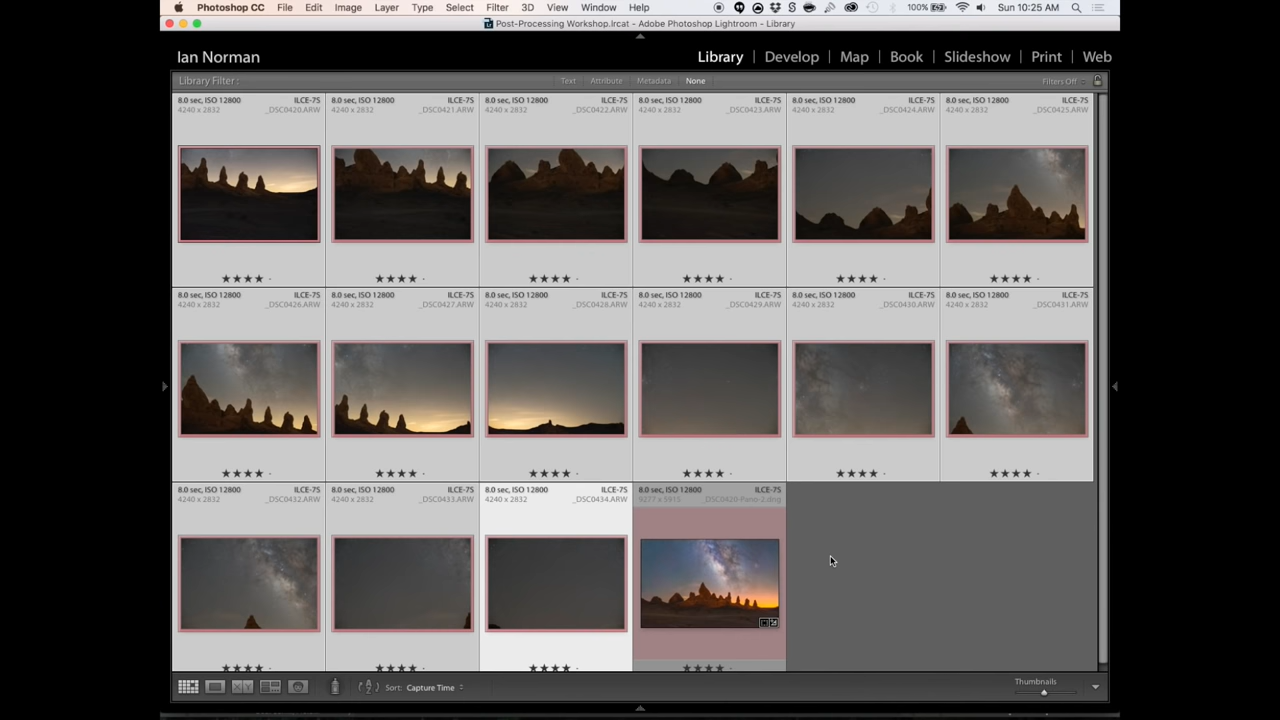 Photoshop CC File Edit Image Layer Type Select Filter 3D View Window Help 100% Sun 10:25 AM
Post-Processing Workshop.lrcat - Adobe Photoshop Lightroom - Library
Ian Norman Library | Develop | Map | Book | Slideshow | Print | Web
Library Filter : Text Attribute Metadata None Filters Off
8.0 sec, ISO 12800 ILCE-7S 8.0 sec, ISO 12800 ILCE-7S 8.0 sec, ISO 12800 ILCE-7S 8.0 sec, ISO 12800 ILCE-7S 8.0 sec, ISO 12800 ILCE-7S 8.0 sec, ISO 12800 ILCE-7S
4240 x 2832 _DSC0420.ARW 4240 x 2832 _DSC0421.ARW 4240 x 2832 _DSC0422.ARW 4240 x 2832 _DSC0423.ARW 4240 x 2832 _DSC0424.ARW 4240 x 2832 _DSC0425.ARW
8.0 sec, ISO 12800 ILCE-7S 8.0 sec, ISO 12800 ILCE-7S 8.0 sec, ISO 12800 ILCE-7S 8.0 sec, ISO 12800 ILCE-7S 8.0 sec, ISO 12800 ILCE-7S 8.0 sec, ISO 12800 ILCE-7S
4240 x 2832 _DSC0426.ARW 4240 x 2832 _DSC0427.ARW 4240 x 2832 _DSC0428.ARW 4240 x 2832 _DSC0429.ARW 4240 x 2832 _DSC0430.ARW 4240 x 2832 _DSC0431.ARW
8.0 sec, ISO 12800 ILCE-7S 8.0 sec, ISO 12800 ILCE-7S 8.0 sec, ISO 12800 ILCE-7S 8.0 sec, ISO 12800 ILCE-7S
4240 x 2832 _DSC0432.ARW 4240 x 2832 _DSC0433.ARW 4240 x 2832 _DSC0434.ARW 9277 x 5915 _DSC0420-Pano-2.dng
Sort: Capture Time Thumbnails